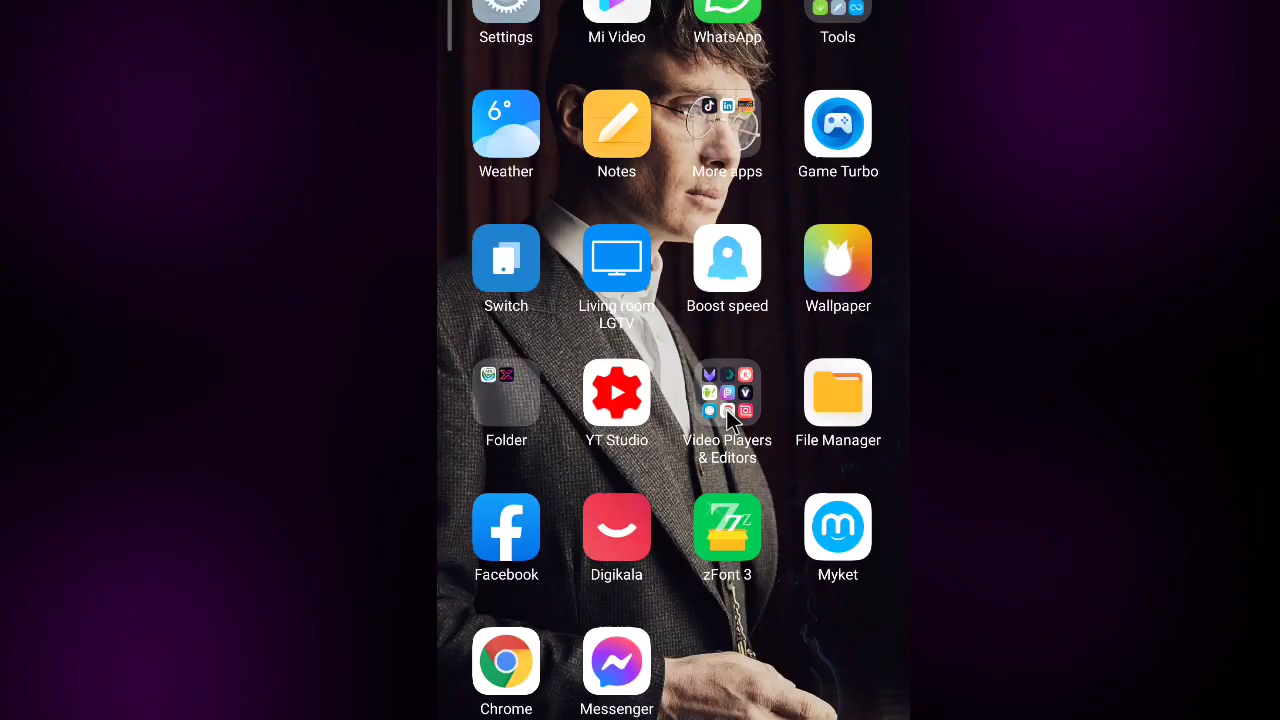 Settings
Mi Video
WhatsApp
Tools
6°
Weather
Notes
More apps
Game Turbo
Switch
Living room
LGTV
Boost speed
Wallpaper
Folder
YT Studio
Video Players
& Editors
File Manager
Facebook
Digikala
zFont 3
Myket
Chrome
Messenger